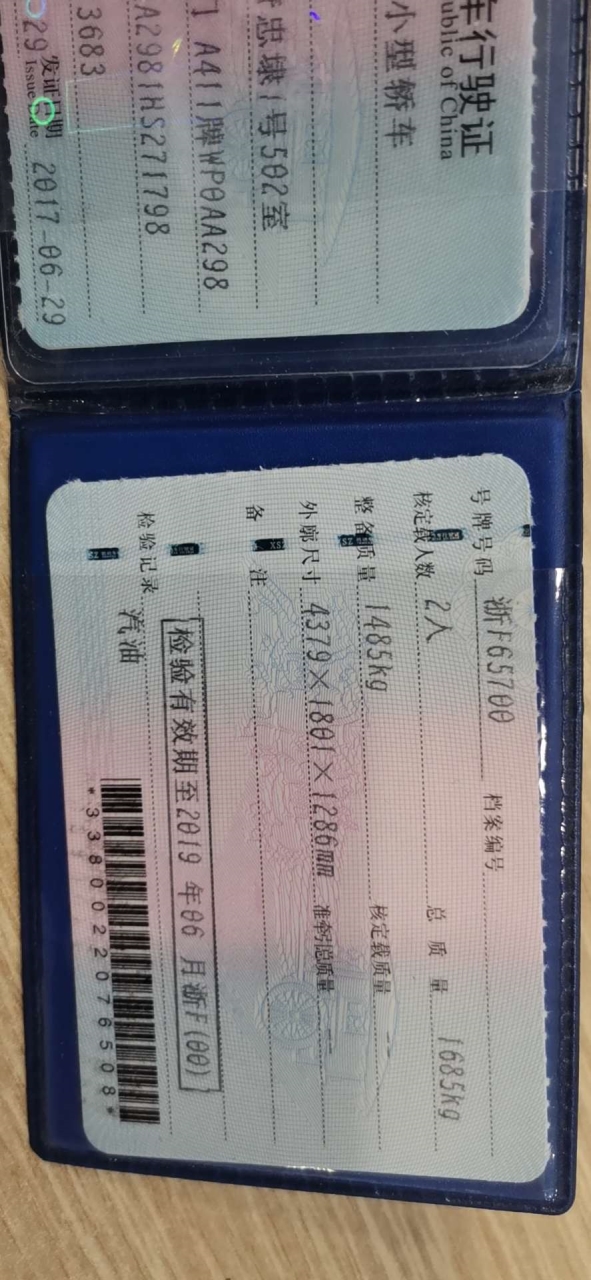 车行驶证
ublic of China
小型轿车
忠埭1号502室
A411牌WP0AA298
A2981HS271798
3683
29 发证日期 2017-06-29
Issue Date
号牌号码 浙F65700 档案编号
核定载人数 2人 总质量 1685kg
整备质量 1485kg 核定载质量 --
外廓尺寸 4379×1801×1286mm 准牵引总质量 --
备注
检验有效期至2019年06月浙F(00)
检验记录
汽油
*3380022076508*